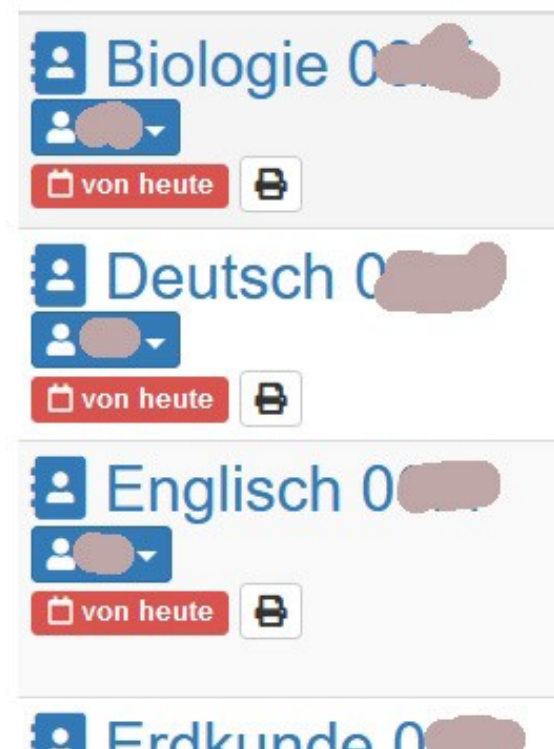 Biologie 0
von heute
Deutsch 0
von heute
Englisch 0
von heute
Erdkunde 0